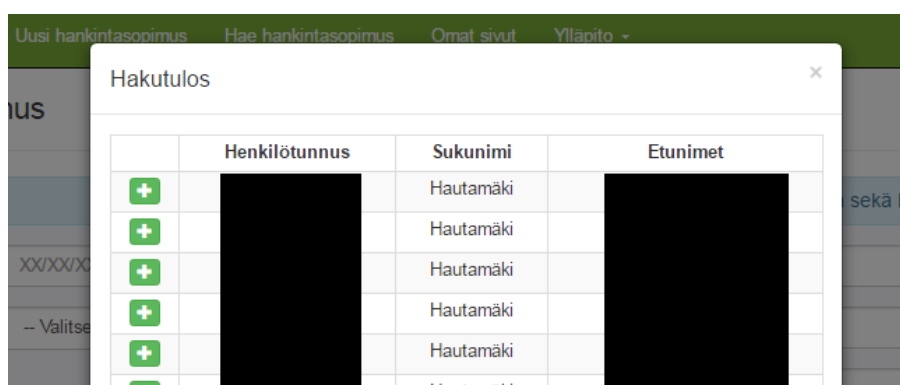 Uusi hankintasopimus Hae hankintasopimus Omat sivut Ylläpito
Hakutulos ×
Henkilötunnus Sukunimi Etunimet
Hautamäki
Hautamäki
sekä
Hautamäki
XX/XX/X
Hautamäki
-- Valitse
Hautamäki